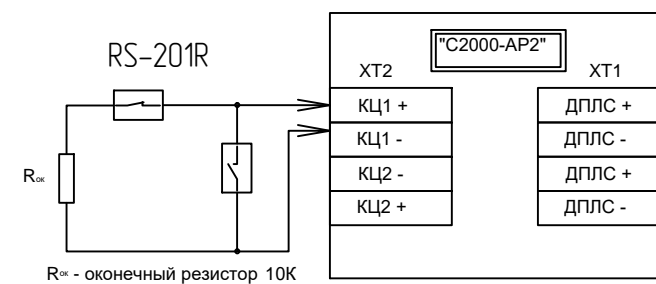 "С2000-АР2"
RS-201R
XT2
XT1
КЦ1 +
ДПЛС +
КЦ1 -
ДПЛС -
КЦ2 -
ДПЛС +
КЦ2 +
ДПЛС -
Rок
Rок - оконечный резистор 10К